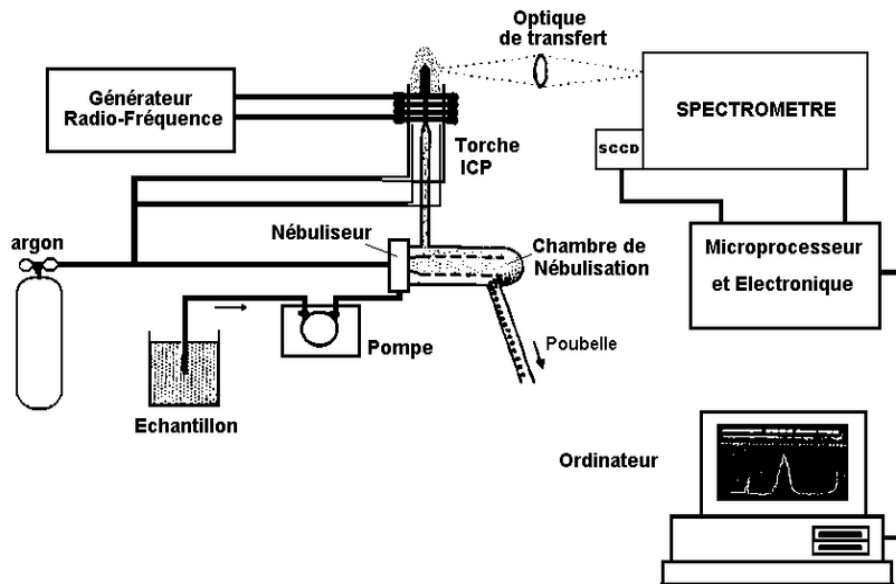 Optique
de transfert
Générateur
Radio-Fréquence
SPECTROMETRE
SCCD
Torche
ICP
argon
Nébuliseur
Chambre de
Nébulisation
Microprocesseur
et Electronique
Pompe
Poubelle
Echantillon
Ordinateur